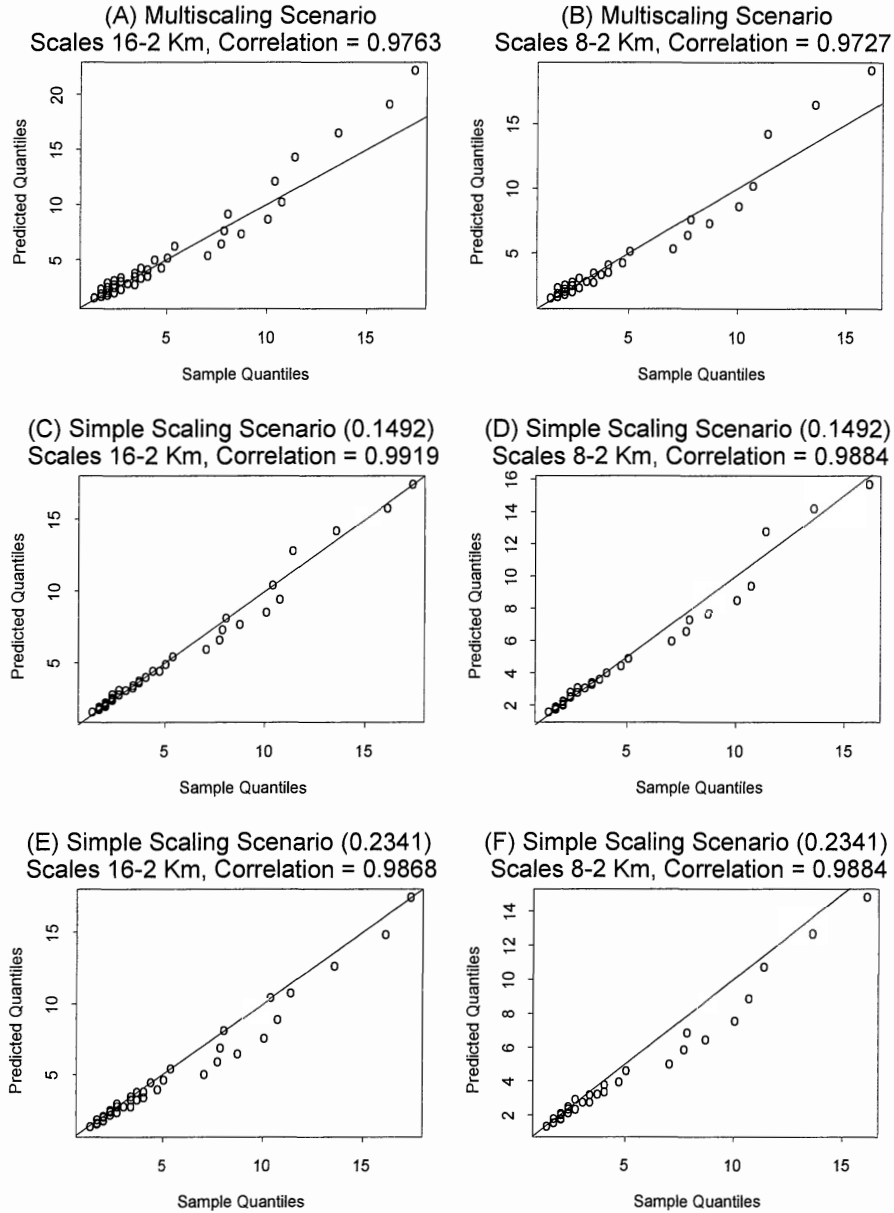 (A) Multiscaling Scenario
Scales 16-2 Km, Correlation = 0.9763
Predicted Quantiles
20
15
10
5
5 10 15
Sample Quantiles
(B) Multiscaling Scenario
Scales 8-2 Km, Correlation = 0.9727
Predicted Quantiles
15
10
5
5 10 15
Sample Quantiles
(C) Simple Scaling Scenario (0.1492)
Scales 16-2 Km, Correlation = 0.9919
Predicted Quantiles
15
10
5
5 10 15
Sample Quantiles
(D) Simple Scaling Scenario (0.1492)
Scales 8-2 Km, Correlation = 0.9884
Predicted Quantiles
16
14
12
10
8
6
4
2
5 10 15
Sample Quantiles
(E) Simple Scaling Scenario (0.2341)
Scales 16-2 Km, Correlation = 0.9868
Predicted Quantiles
15
10
5
5 10 15
Sample Quantiles
(F) Simple Scaling Scenario (0.2341)
Scales 8-2 Km, Correlation = 0.9884
Predicted Quantiles
14
12
10
8
6
4
2
5 10 15
Sample Quantiles